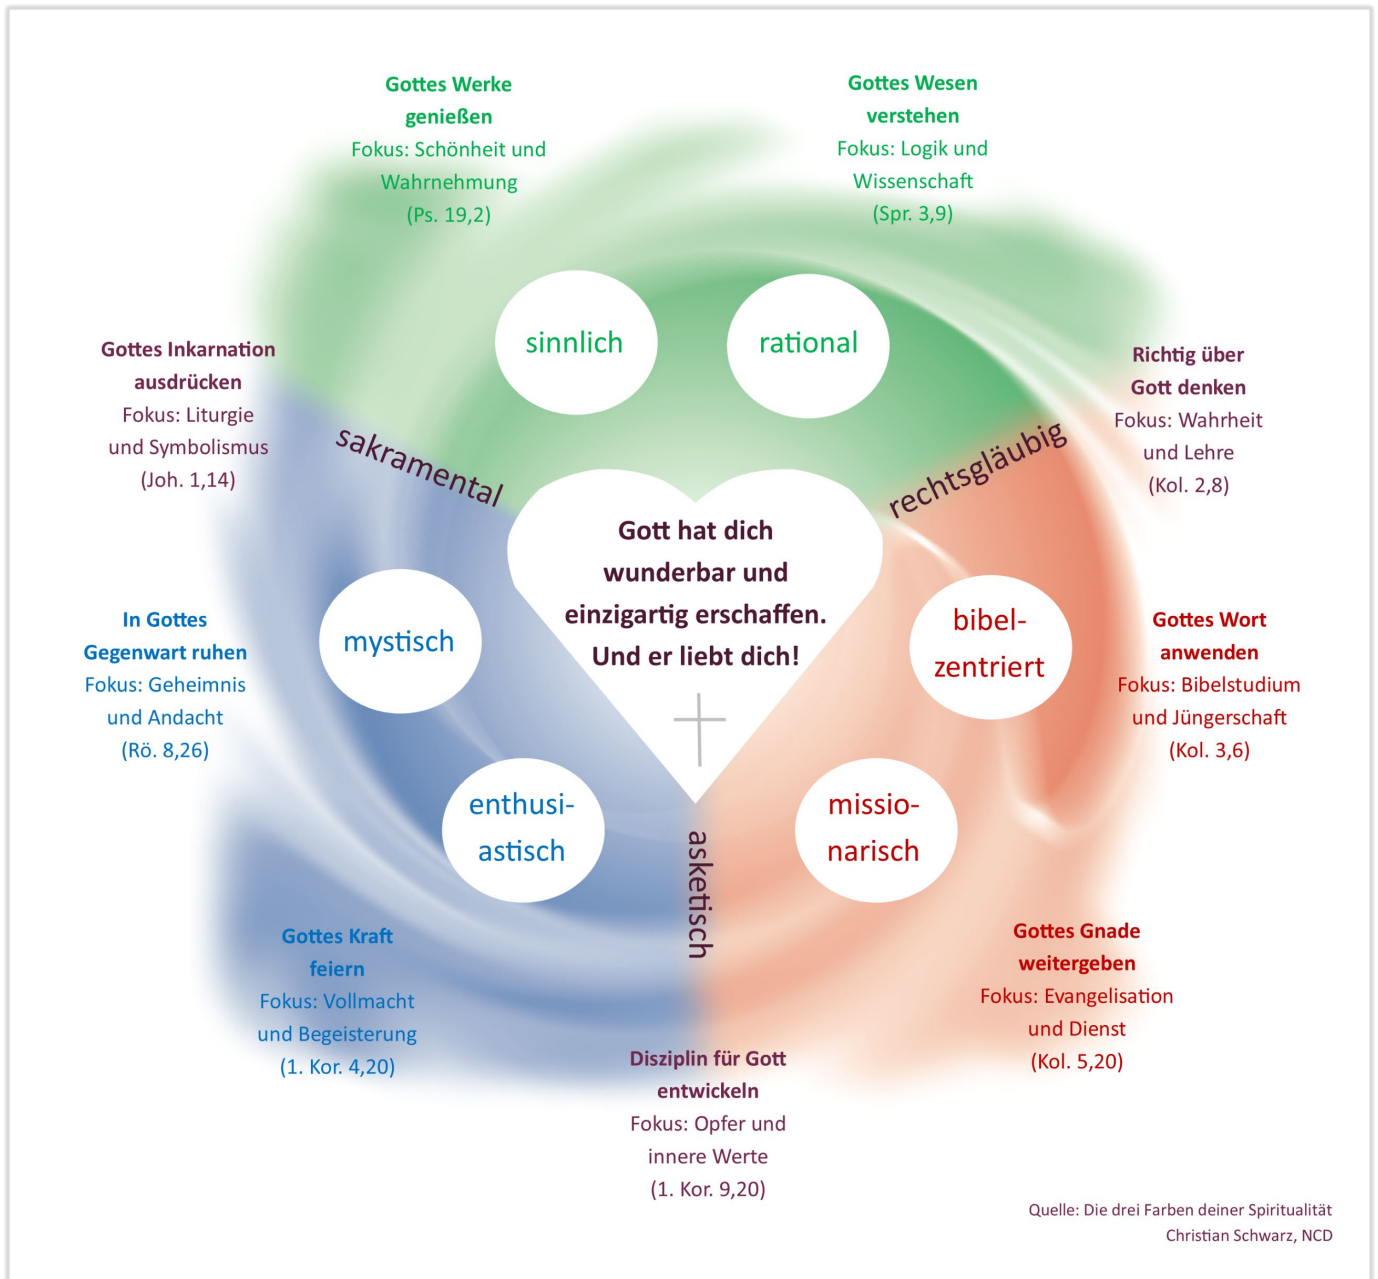 Gottes Werke
genießen
Fokus: Schönheit und
Wahrnehmung
(Ps. 19,2)
Gottes Wesen
verstehen
Fokus: Logik und
Wissenschaft
(Spr. 3,9)
sinnlich
rational
Gottes Inkarnation
ausdrücken
Fokus: Liturgie
und Symbolismus
(Joh. 1,14)
sakramental
rechtsgläubig
Richtig über
Gott denken
Fokus: Wahrheit
und Lehre
(Kol. 2,8)
Gott hat dich
wunderbar und
einzigartig erschaffen.
Und er liebt dich!
In Gottes
Gegenwart ruhen
Fokus: Geheimnis
und Andacht
(Rö. 8,26)
mystisch
bibel-
zentriert
Gottes Wort
anwenden
Fokus: Bibelstudium
und Jüngerschaft
(Kol. 3,6)
enthusi-
astisch
asketisch
missio-
narisch
Gottes Kraft
feiern
Fokus: Vollmacht
und Begeisterung
(1. Kor. 4,20)
Gottes Gnade
weitergeben
Fokus: Evangelisation
und Dienst
(Kol. 5,20)
Disziplin für Gott
entwickeln
Fokus: Opfer und
innere Werte
(1. Kor. 9,20)
Quelle: Die drei Farben deiner Spiritualität
Christian Schwarz, NCD